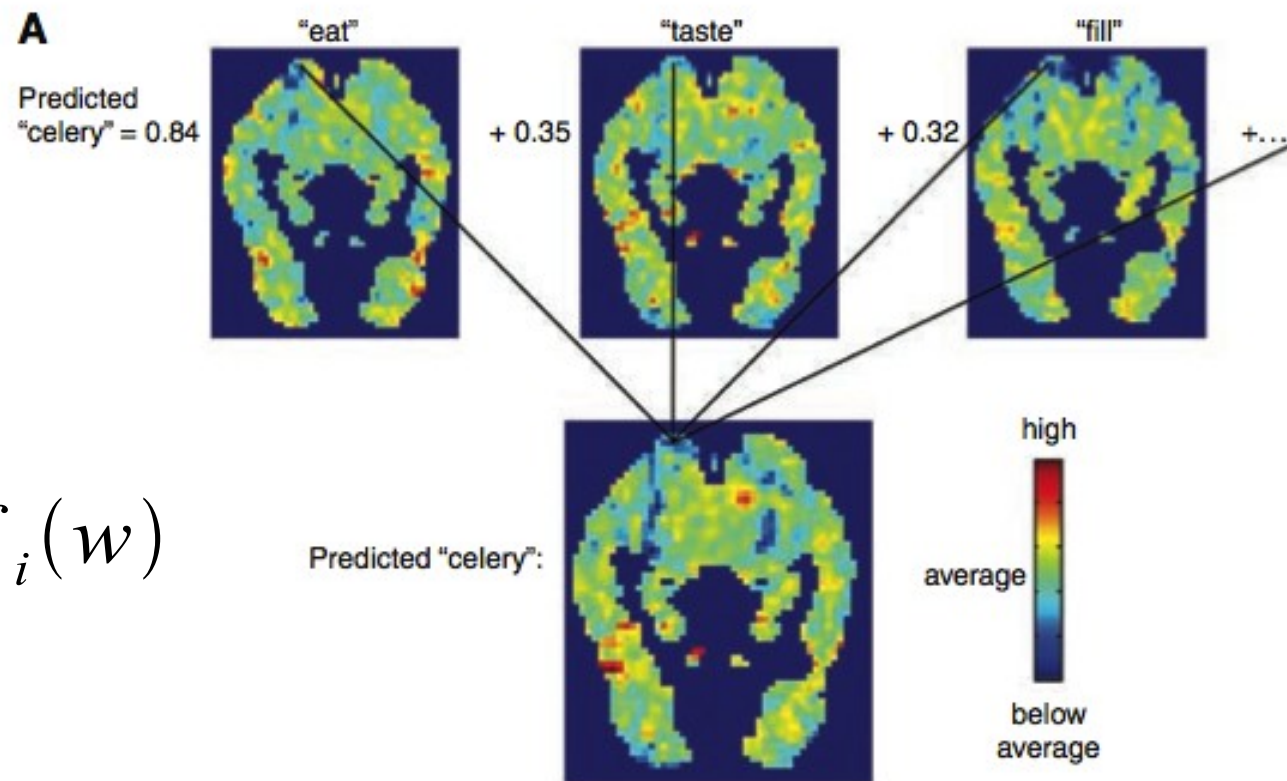 A
“eat”
“taste”
“fill”
Predicted
“celery” = 0.84
+ 0.35
+ 0.32
+...
i(w)
Predicted “celery”:
high
average
below
average